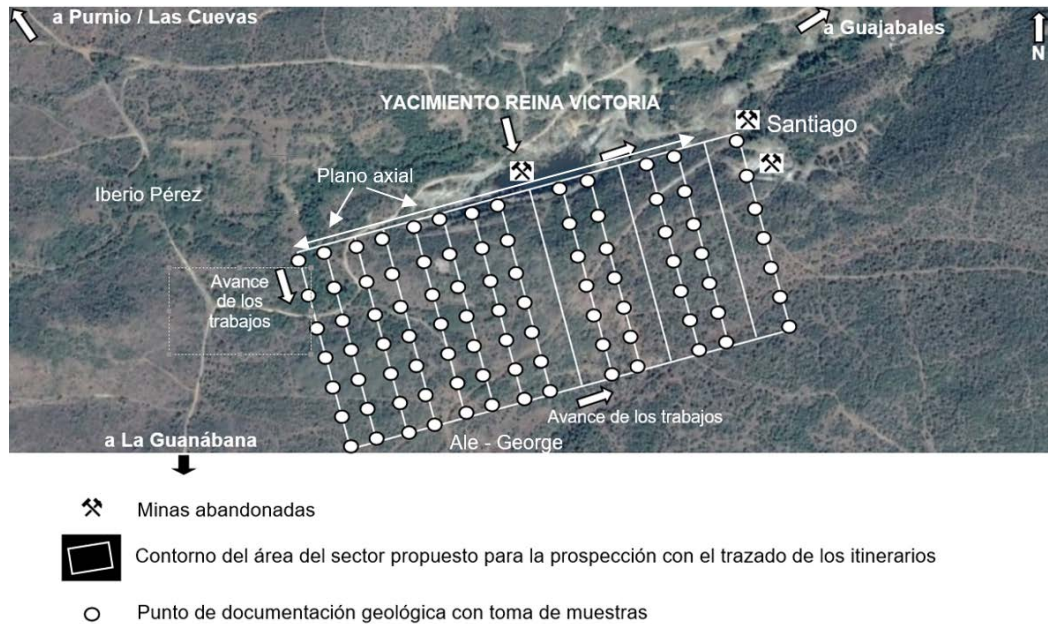 a Purnio / Las Cuevas
a Guajabales
N
YACIMIENTO REINA VICTORIA
Santiago
Plano axial
Iberio Pérez
Avance
de los
trabajos
Avance de los trabajos
a La Guanábana
Ale - George
Minas abandonadas
Contorno del área del sector propuesto para la prospección con el trazado de los itinerarios
Punto de documentación geológica con toma de muestras